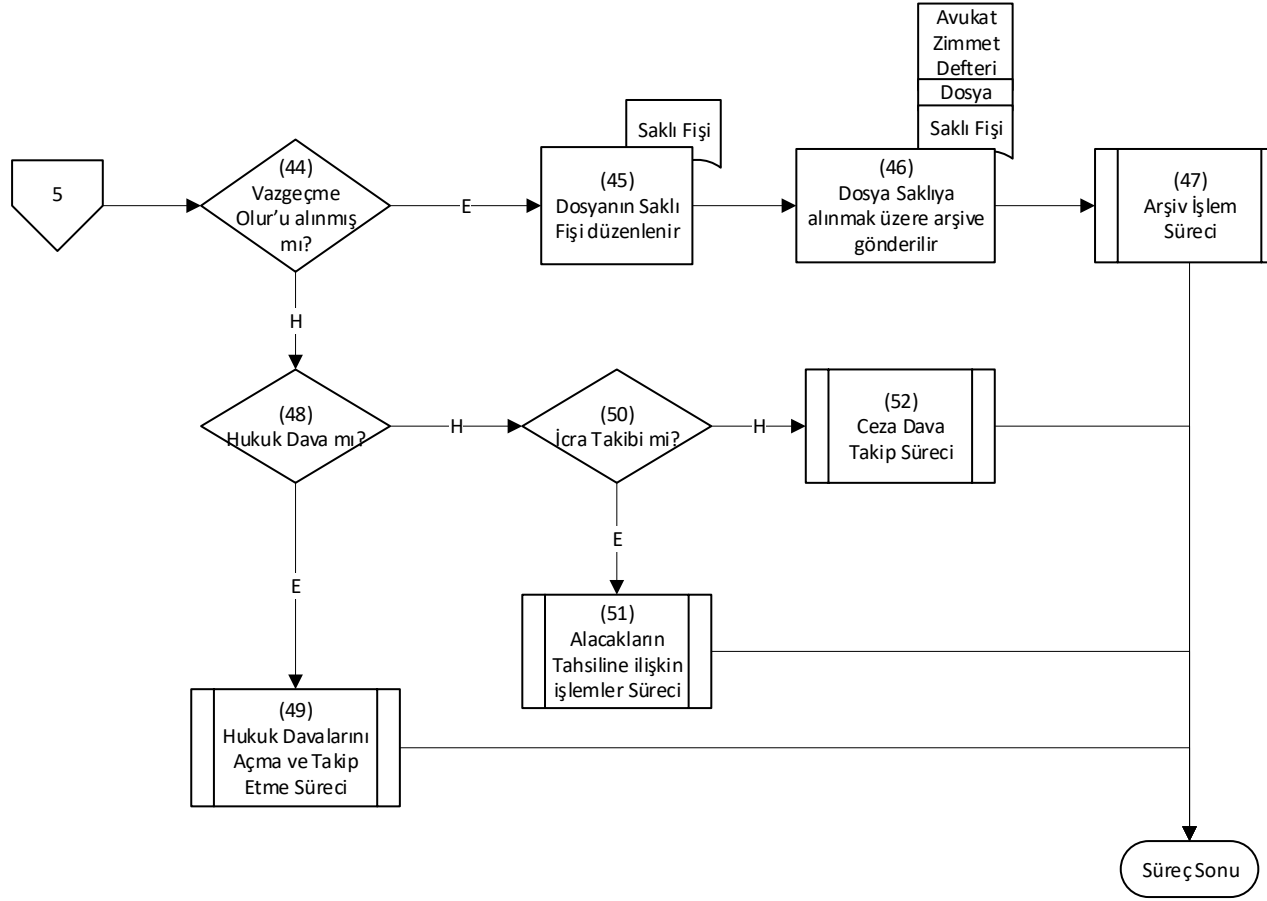 Avukat
Zimmet
Defteri
Dosya
Saklı Fişi
Saklı Fişi
5
(44)
Vazgeçme
Olur’u alınmış
mı?
E
(45)
Dosyanın Saklı
Fişi düzenlenir
(46)
Dosya Saklıya
alınmak üzere arşive
gönderilir
(47)
Arşiv İşlem
Süreci
H
(48)
Hukuk Dava mı?
H
(50)
İcra Takibi mi?
H
(52)
Ceza Dava
Takip Süreci
E
E
(51)
Alacakların
Tahsiline ilişkin
işlemler Süreci
(49)
Hukuk Davalarını
Açma ve Takip
Etme Süreci
Süreç Sonu